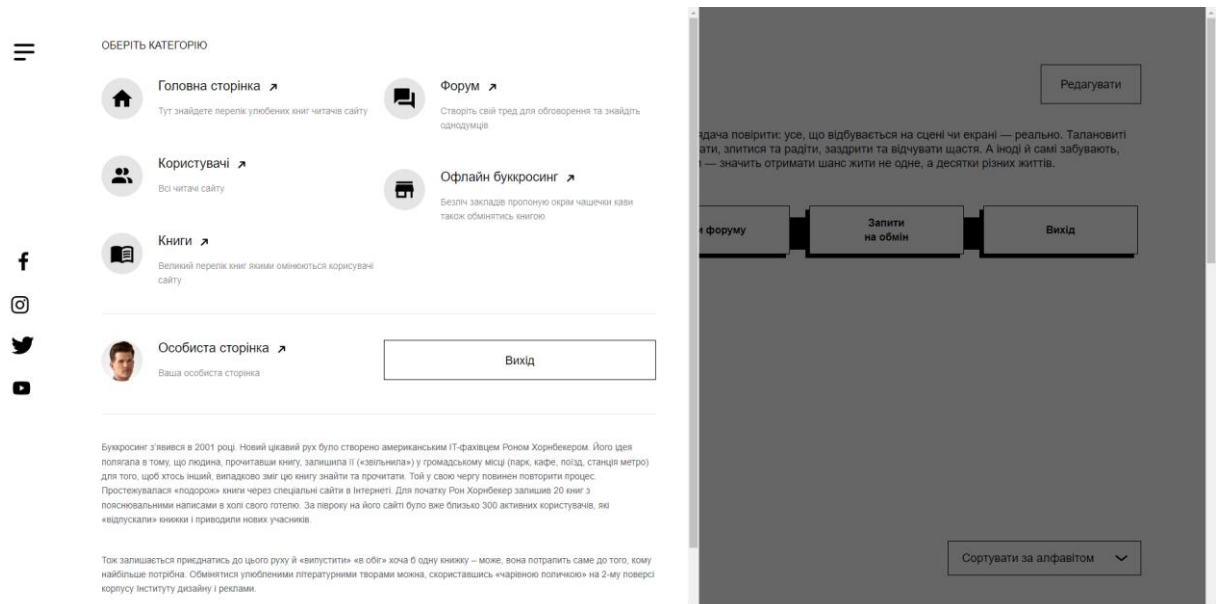 ОБЕРІТЬ КАТЕГОРІЮ
Головна сторінка
Тут знайдете перелік улюбених книг читачів сайту
Користувачі
Всі читачі сайту
Книги
Великий перелік книг якими омінюються корисувачі
сайту
Форум
Створіть свій тред для обговорення та знайдіть
однодумців
Офлайн буккросинг
Безліч закладів пропоную окрім чашечки кави
також обмінятись книгою
Особиста сторінка
Ваша особиста сторінка
Вихід
Буккросинг з’явився в 2001 році. Новий цікавий рух було створено американським ІТ-фахівцем Роном Хорнбекером. Його ідея
полягала в тому, що людина, прочитавши книгу, залишила її («звільнила») у громадському місці (парк, кафе, поїзд, станція метро)
для того, щоб хтось інший, випадково зміг цю книгу знайти та прочитати. Той у свою чергу повинен повторити процес.
Простежувалася «подорож» книги через спеціальні сайти в Інтернеті. Для початку Рон Хорнбекер залишив 20 книг з
пояснювальними написами в холі свого готелю. За півроку на його сайті було вже близько 300 активних користувачів, які
«відпускали» книжки і приводили нових учасників.
Тож залишається приєднатись до цього руху й «випустити» «в обіг» хоча б одну книжку – може, вона потрапить саме до того, кому
найбільше потрібна. Обмінятися улюбленими літературними творами можна, скориставшись «чарівною поличкою» на 2-му поверсі
корпусу Інституту дизайну і реклами.
Редагувати
ядача повірити: усе, що відбувається на сцені чи екрані — реально. Талановиті
ати, злитися та радіти, заздрити та відчувати щастя. А іноді й самі забувають,
— значить отримати шанс жити не одне, а десятки різних життів.
форуму
Запити
на обмін
Вихід
Сортувати за алфавітом